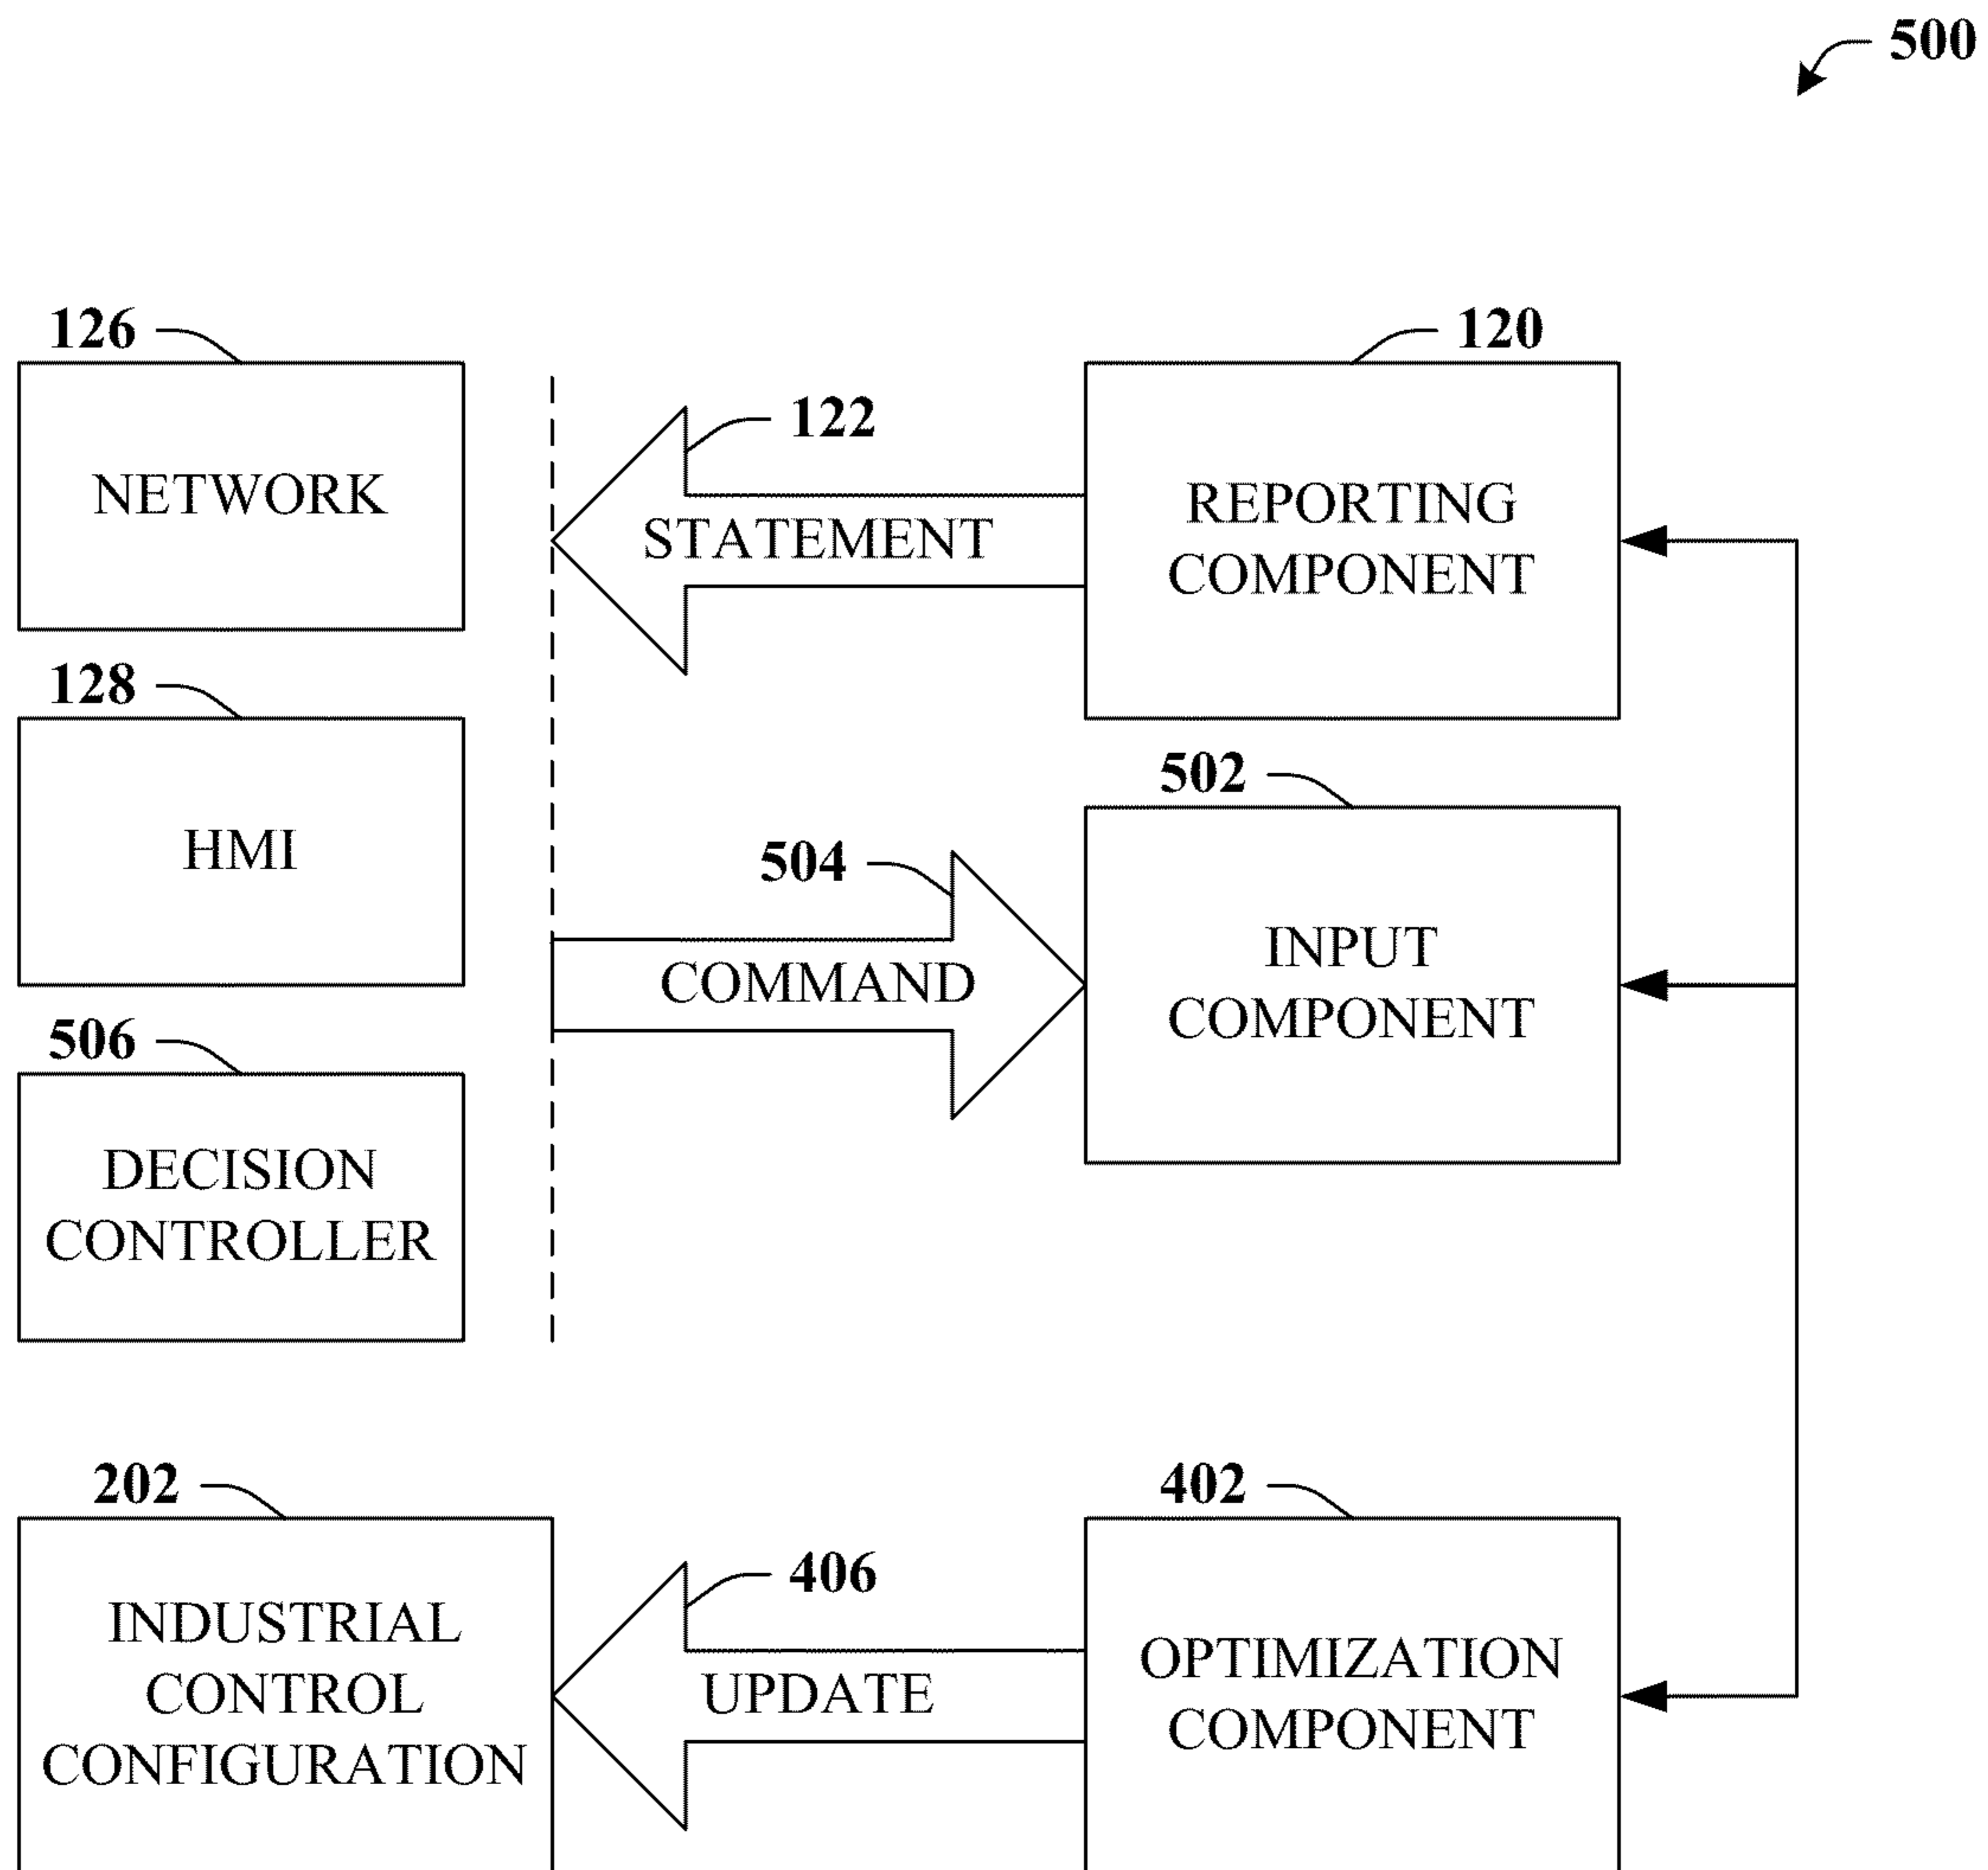 500
126
120
NETWORK
122
STATEMENT
REPORTING
COMPONENT
128
HMI
502
504
COMMAND
INPUT
COMPONENT
506
DECISION
CONTROLLER
202
402
INDUSTRIAL
CONTROL
CONFIGURATION
406
UPDATE
OPTIMIZATION
COMPONENT